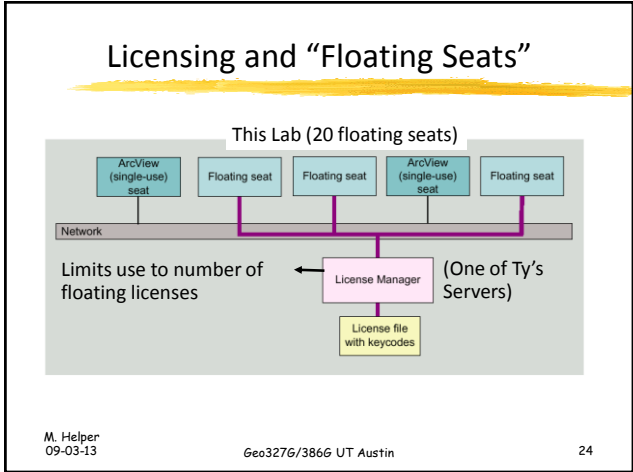 Licensing and “Floating Seats”
This Lab (20 floating seats)
ArcView
(single-use)
seat
Floating seat
Floating seat
ArcView
(single-use)
seat
Floating seat
Network
Limits use to number of
floating licenses
License Manager
(One of Ty’s
Servers)
License file
with keycodes
M. Helper
09-03-13
Geo327G/386G UT Austin
24